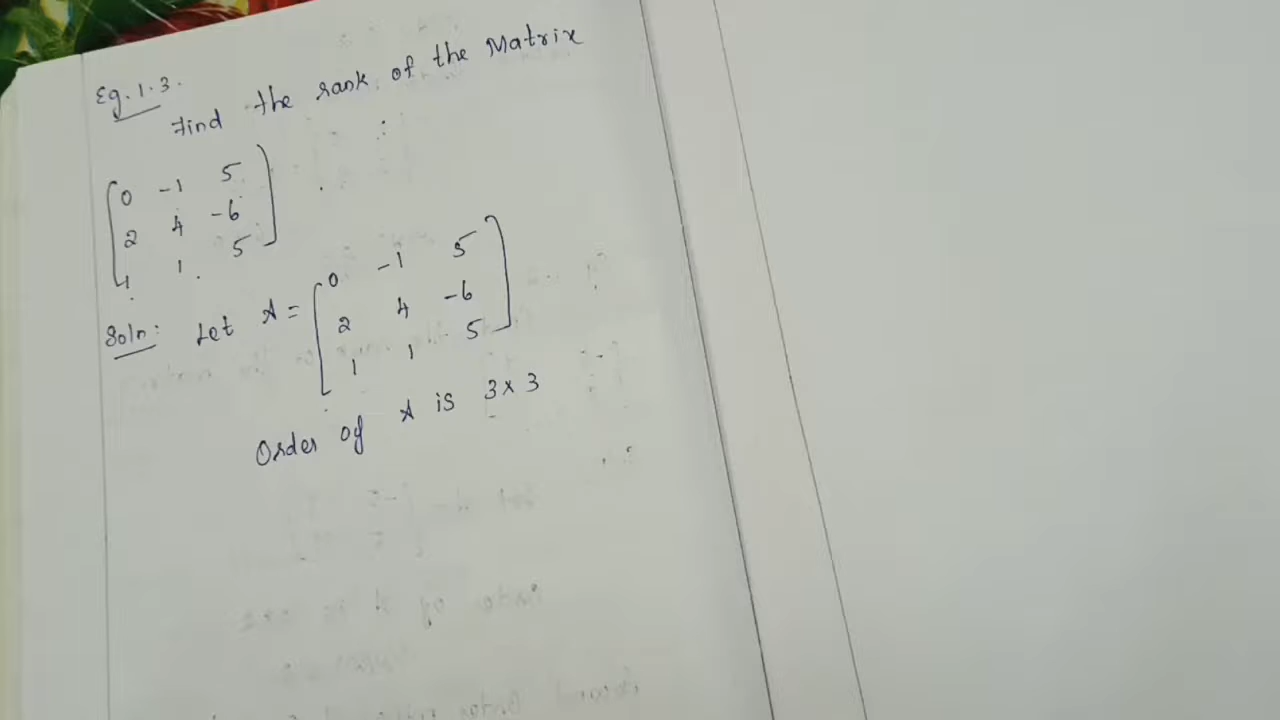 Eg. 1.3.
Find the rank of the Matrix
0 -1 5
2 4 -6
1 1 5
Soln: Let A = 0 -1 5
2 4 -6
1 1 5
Order of A is 3×3